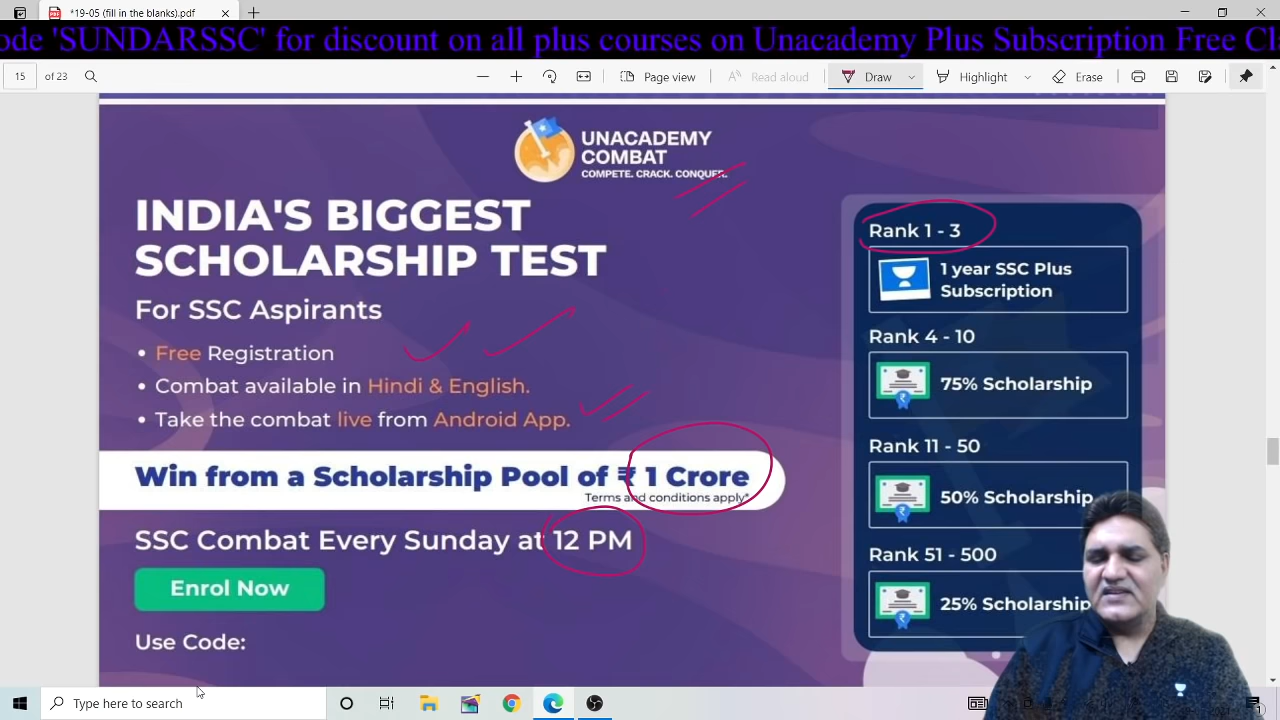 *19-05 (fill in the blanks).pdf
ode 'SUNDARSSC' for discount on all plus courses on Unacademy Plus Subscription Free Cl
15 of 23
Page view
Read aloud
Draw
Highlight
Erase
UNACADEMY
COMBAT
COMPETE. CRACK. CONQUER.
INDIA'S BIGGEST
SCHOLARSHIP TEST
For SSC Aspirants
• Free Registration
• Combat available in Hindi & English.
• Take the combat live from Android App.
Win from a Scholarship Pool of ₹ 1 Crore
Terms and conditions apply*
SSC Combat Every Sunday at 12 PM
Enrol Now
Use Code:
Rank 1 - 3
1 year SSC Plus
Subscription
Rank 4 - 10
75% Scholarship
Rank 11 - 50
50% Scholarship
Rank 51 - 500
25% Scholarship
Type here to search